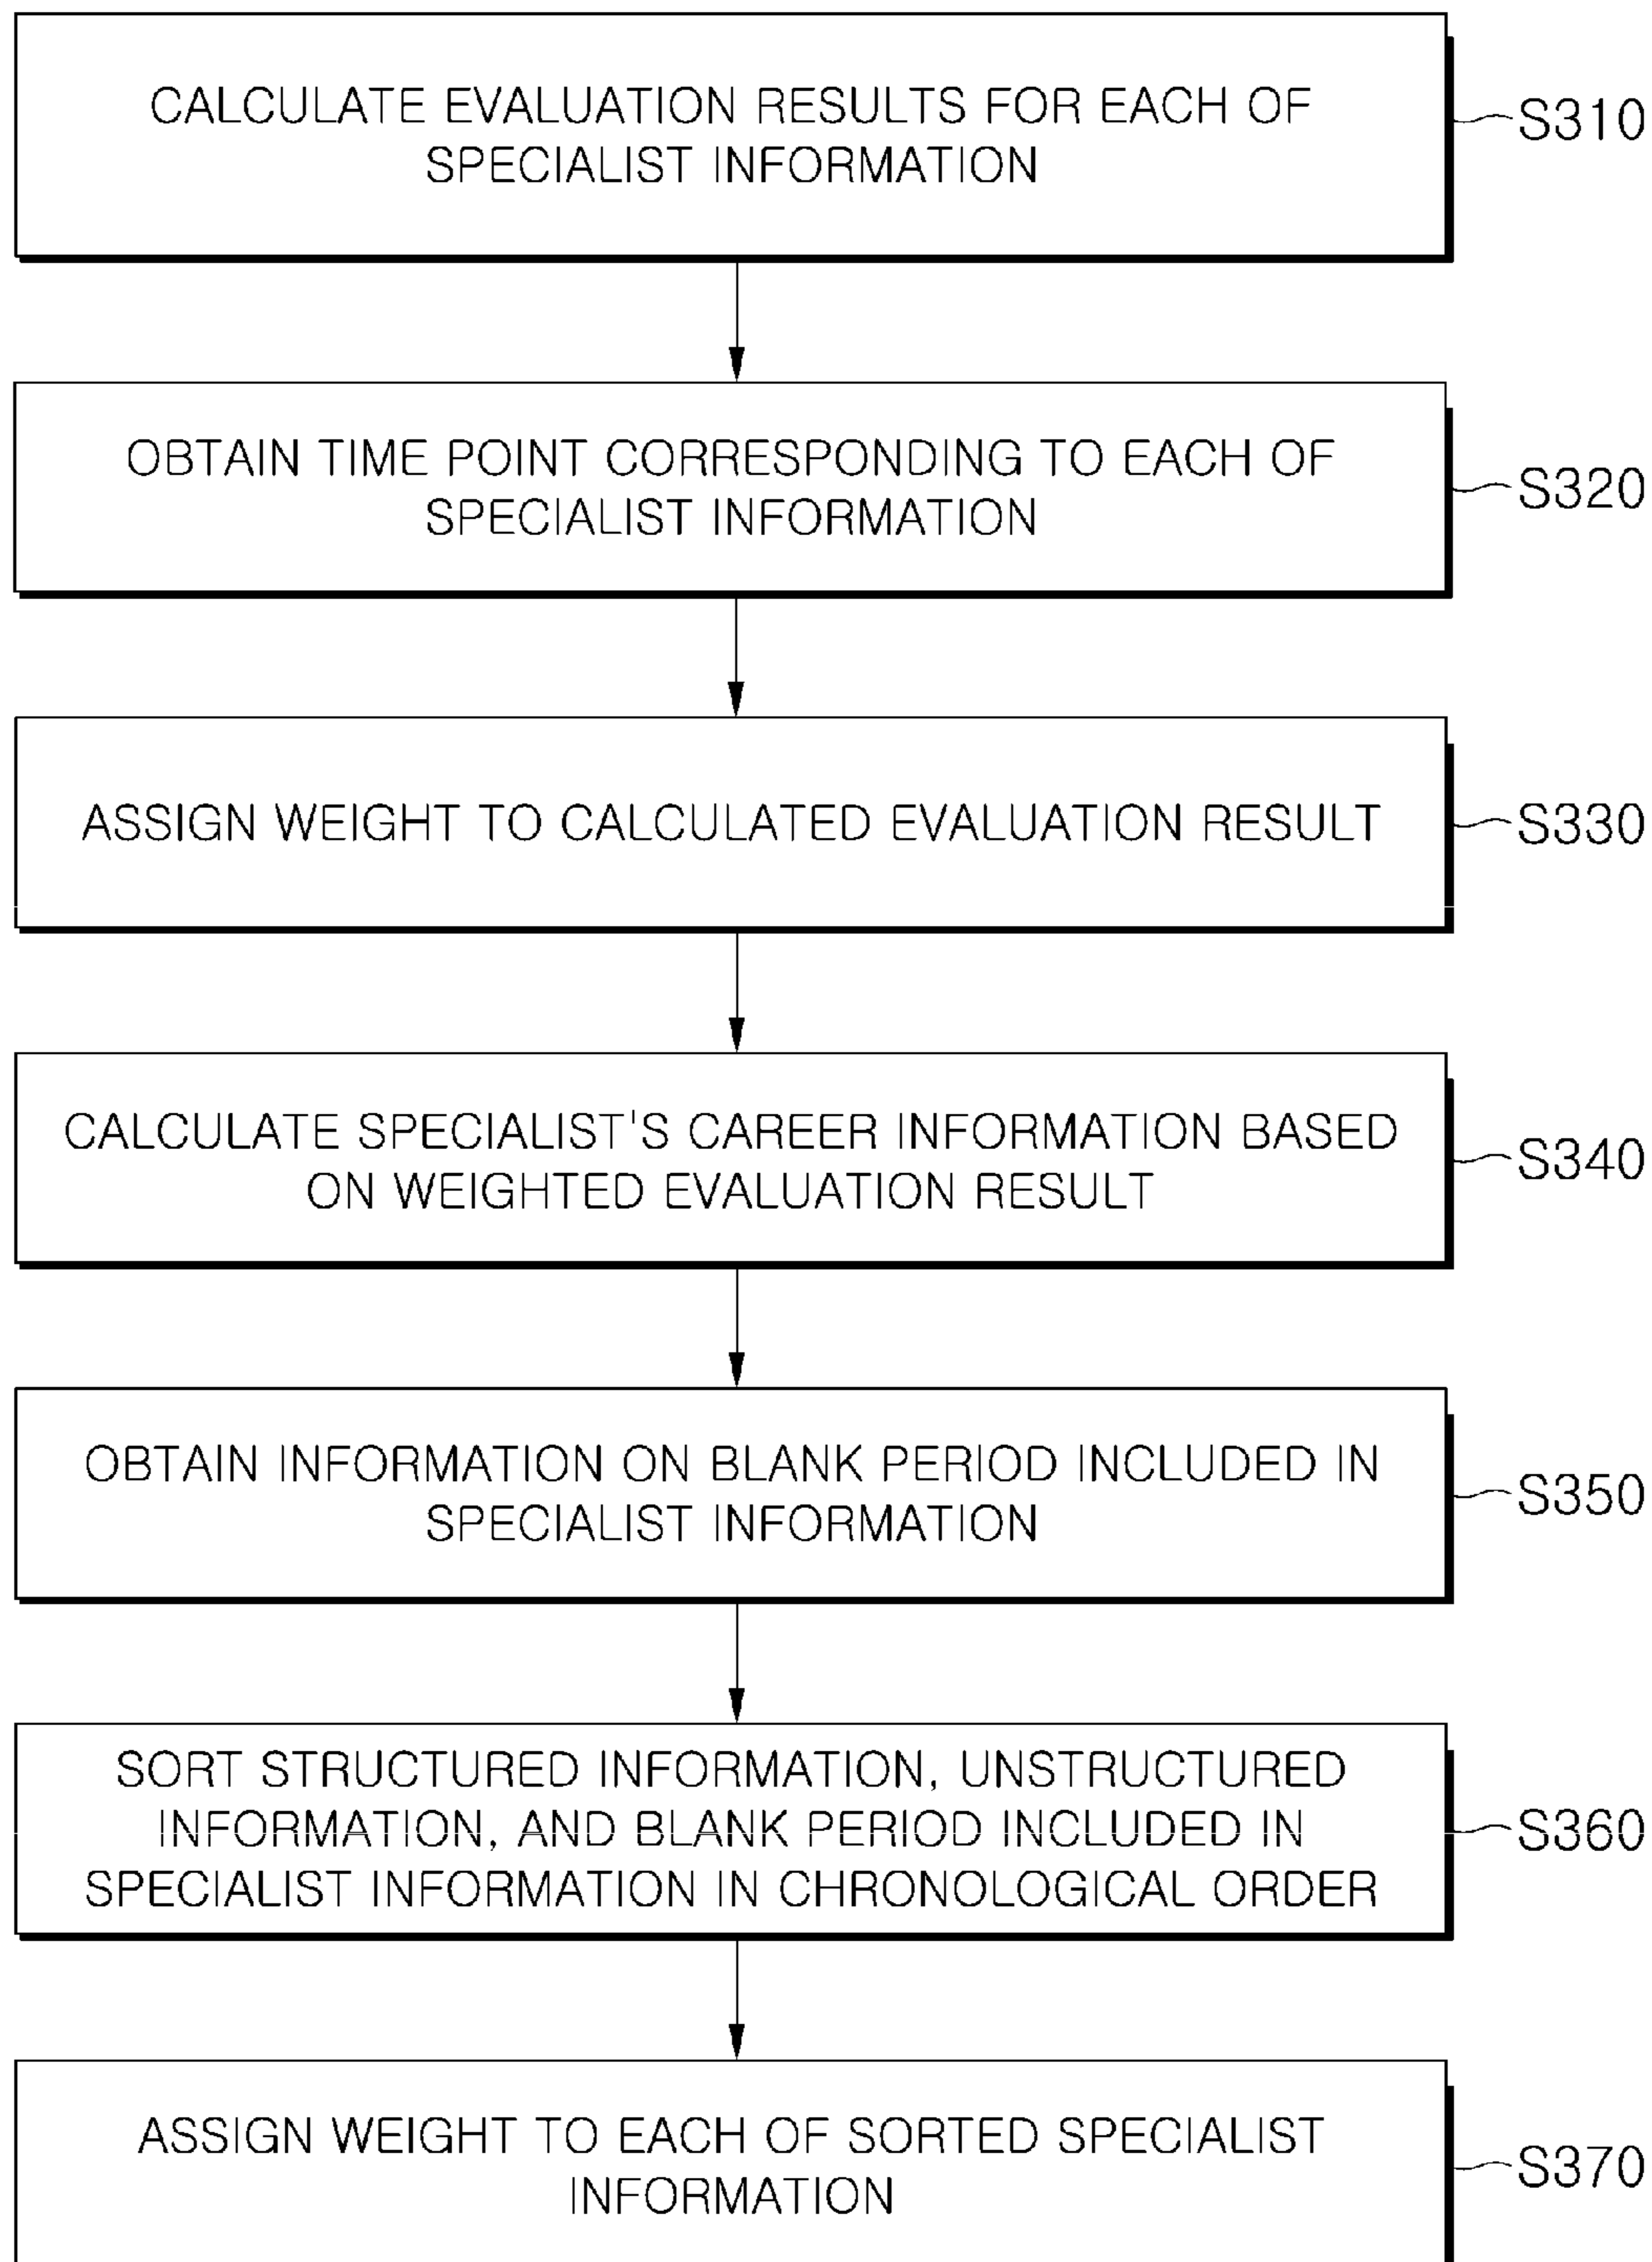 CALCULATE EVALUATION RESULTS FOR EACH OF
SPECIALIST INFORMATION
S310
OBTAIN TIME POINT CORRESPONDING TO EACH OF
SPECIALIST INFORMATION
S320
ASSIGN WEIGHT TO CALCULATED EVALUATION RESULT
S330
CALCULATE SPECIALIST'S CAREER INFORMATION BASED
ON WEIGHTED EVALUATION RESULT
S340
OBTAIN INFORMATION ON BLANK PERIOD INCLUDED IN
SPECIALIST INFORMATION
S350
SORT STRUCTURED INFORMATION, UNSTRUCTURED
INFORMATION, AND BLANK PERIOD INCLUDED IN
SPECIALIST INFORMATION IN CHRONOLOGICAL ORDER
S360
ASSIGN WEIGHT TO EACH OF SORTED SPECIALIST
INFORMATION
S370